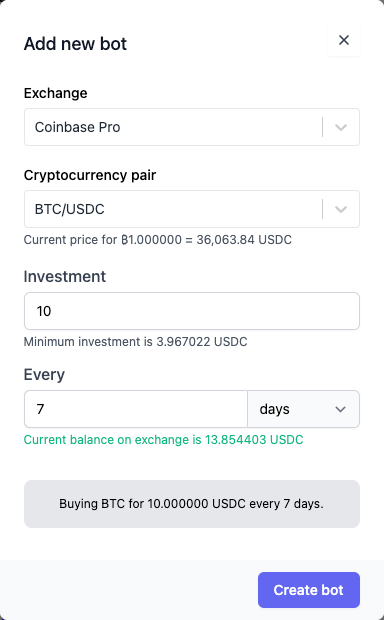 Add new bot
Exchange
Coinbase Pro
Cryptocurrency pair
BTC/USDC
Current price for ₿1.000000 = 36,063.84 USDC
Investment
10
Minimum investment is 3.967022 USDC
Every
7 days
Current balance on exchange is 13.854403 USDC
Buying BTC for 10.000000 USDC every 7 days.
Create bot